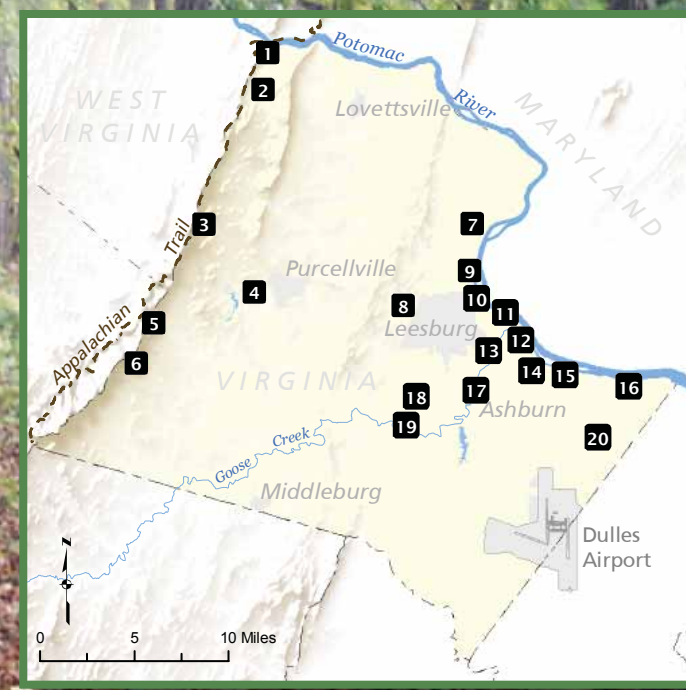 1
Potomac
2
WEST
VIRGINIA
Lovettsville
River
MARYLAND
3
7
Trail
Purcellville
9
4
10
8
11
Leesburg
5
12
13
Appalachian
6
14
15
VIRGINIA
16
17
18
Ashburn
19
20
Goose Creek
Middleburg
Dulles
Airport
N
0 5 10 Miles